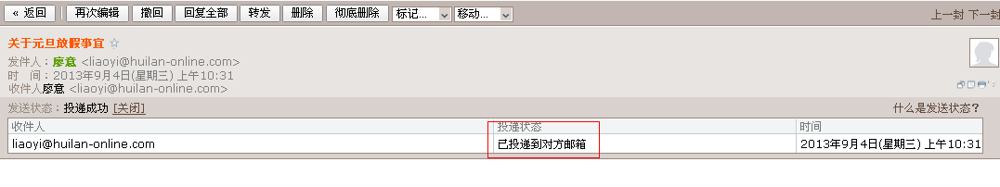 « 返回 再次编辑 撤回 回复全部 转发 删除 彻底删除 标记... 移动... 上一封 下一封
关于元旦放假事宜 ☆
发件人：廖意 <liaoyi@huilan-online.com>
时 间：2013年9月4日(星期三) 上午10:31
收件人廖意 <liaoyi@huilan-online.com>
发送状态：投递成功 [关闭] 什么是发送状态?
收件人 投递状态 时间
liaoyi@huilan-online.com 已投递到对方邮箱 2013年9月4日(星期三) 上午10:31